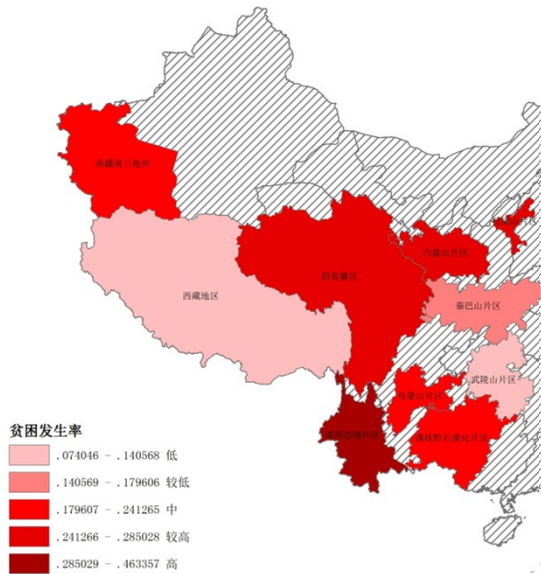 南疆南三地州
西藏地区
四省藏区
六盘山片区
秦巴山片区
武陵山片区
乌蒙山片区
滇桂黔石漠化片区
滇西边境片区
贫困发生率
.074046 - .140568 低
.140569 - .179606 较低
.179607 - .241265 中
.241266 - .285028 较高
.285029 - .463357 高